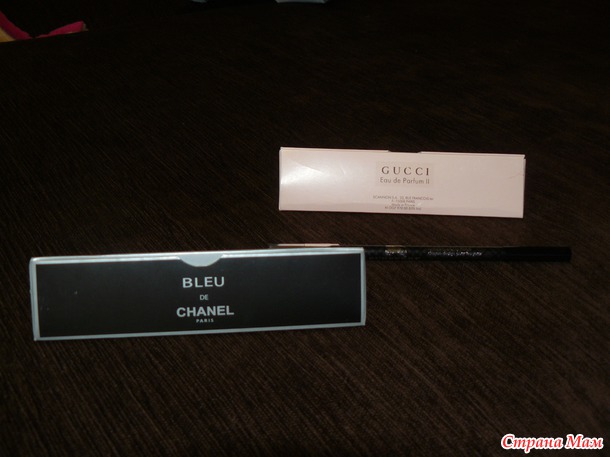 GUCCI
Eau de Parfum II
BLEU
DE
CHANEL
PARIS
Страна Мам